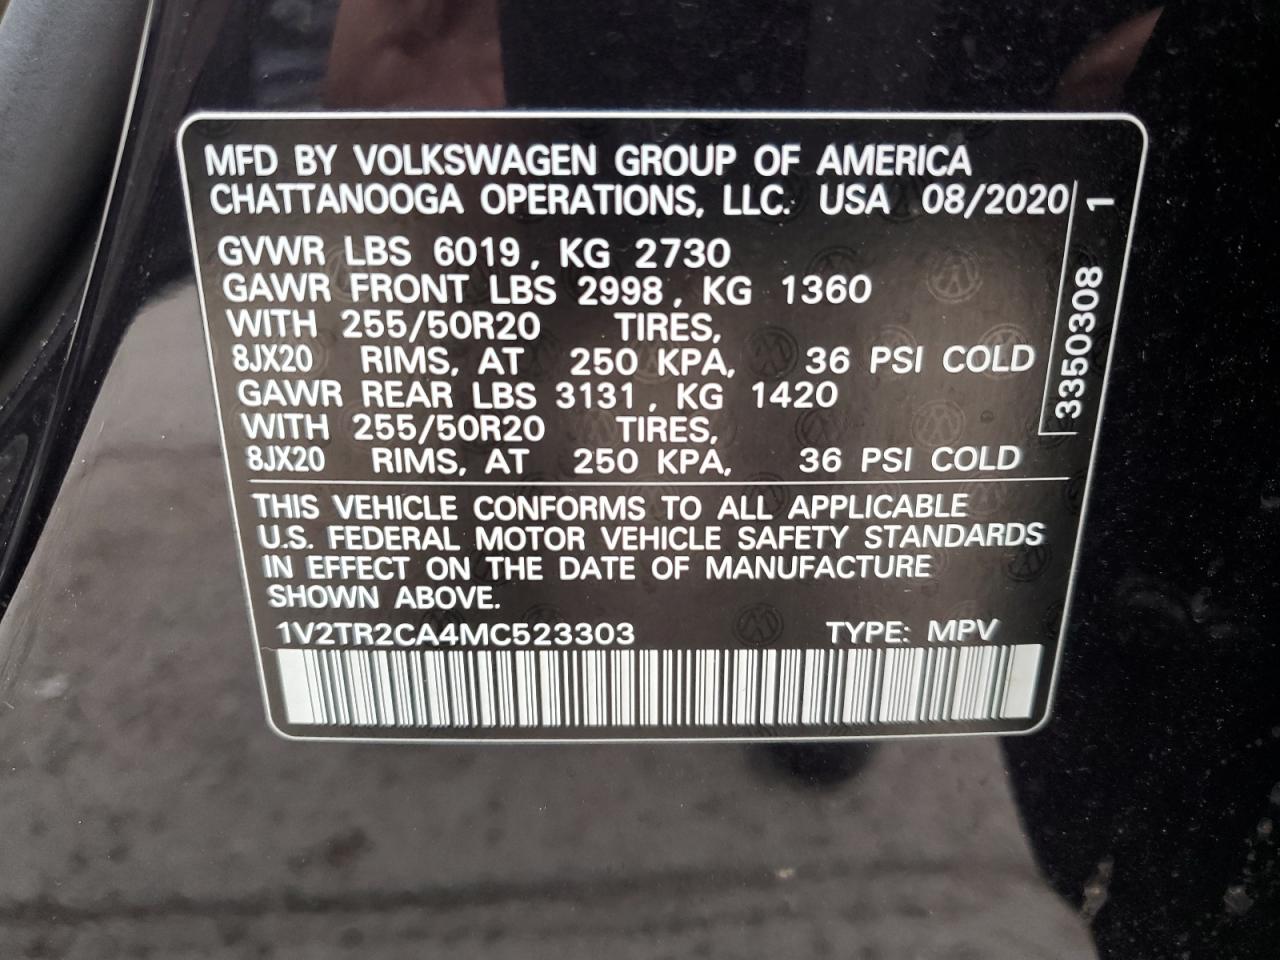 MFD BY VOLKSWAGEN GROUP OF AMERICA
CHATTANOOGA OPERATIONS, LLC. USA 08/2020
GVWR LBS 6019, KG 2730
GAWR FRONT LBS 2998, KG 1360
WITH 255/50R20 TIRES,
8JX20 RIMS, AT 250 KPA, 36 PSI COLD
GAWR REAR LBS 3131, KG 1420
WITH 255/50R20 TIRES,
8JX20 RIMS, AT 250 KPA, 36 PSI COLD
3350308 1
THIS VEHICLE CONFORMS TO ALL APPLICABLE
U.S. FEDERAL MOTOR VEHICLE SAFETY STANDARDS
IN EFFECT ON THE DATE OF MANUFACTURE
SHOWN ABOVE.
1V2TR2CA4MC523303 TYPE: MPV